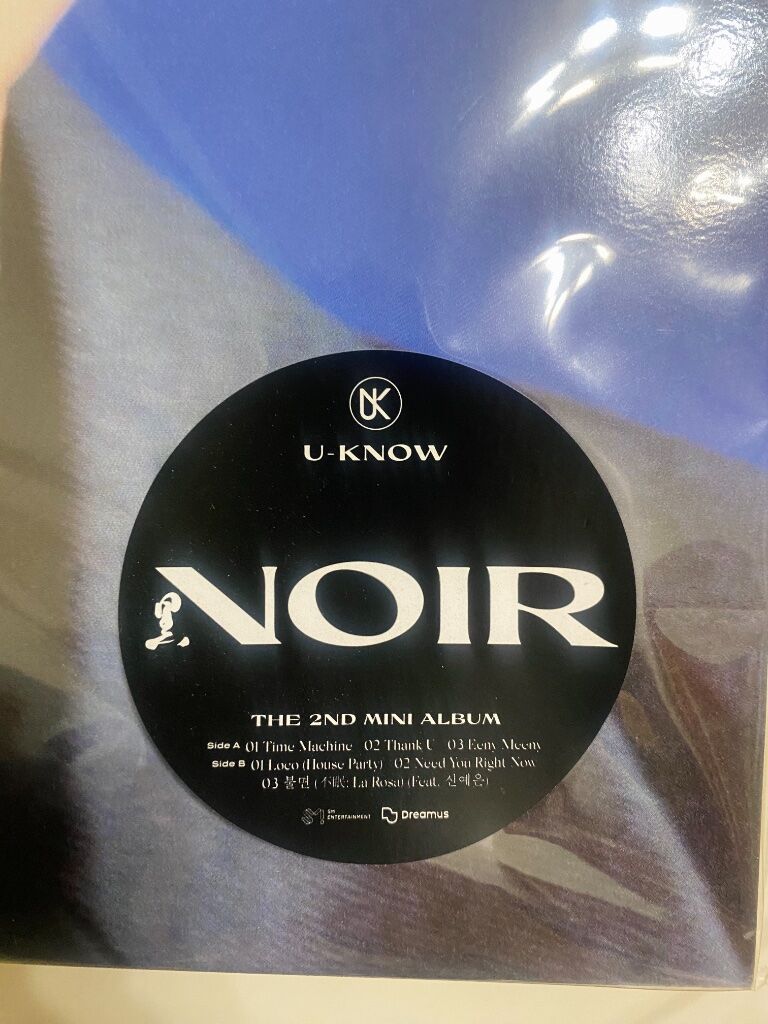 UK
U-KNOW
NOIR
THE 2ND MINI ALBUM
Side A 01 Time Machine 02 Thank U 03 Eeny Meeny
Side B 01 Loco (House Party) 02 Need You Right Now
03 불면 (不眠; La Rosa) (Feat. 신예은)
SM ENTERTAINMENT Dreamus